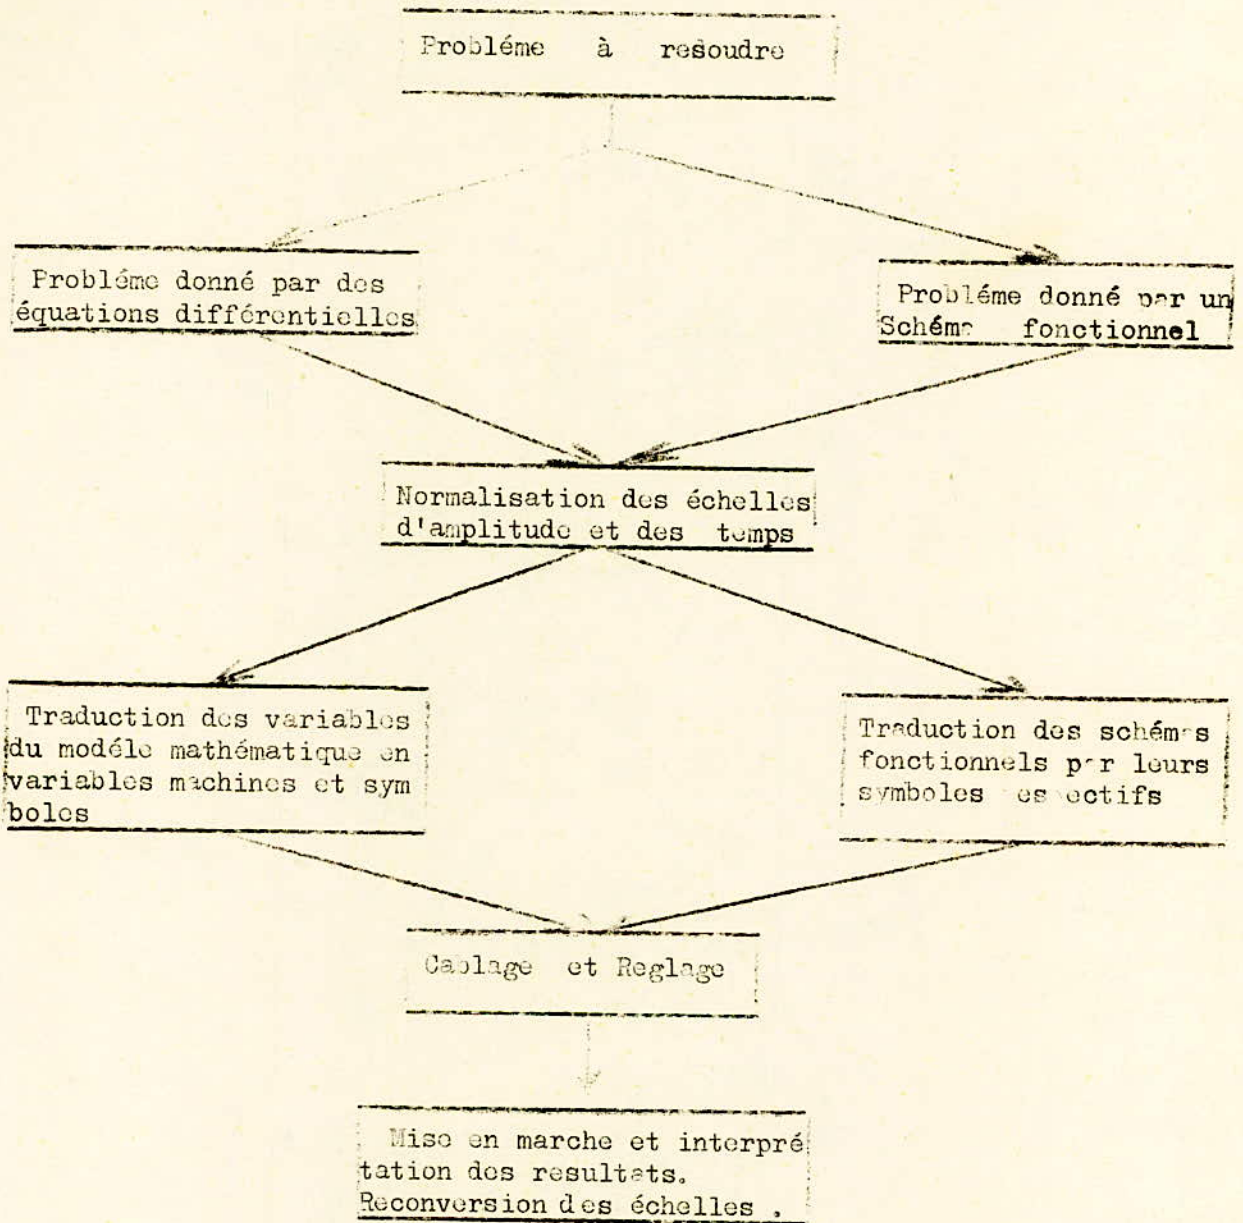 Probléme à resoudre
Probléme donné par des
équations différentielles
Probléme donné par un
Schéma fonctionnel
Normalisation des échelles
d'amplitude et des temps
Traduction des variables
du modéle mathématique en
variables machines et sym
boles
Traduction des schémas
fonctionnels par leurs
symboles
Cablage et Reglage
Mise en marche et interpré
tation des resultats.
Reconversion des échelles .